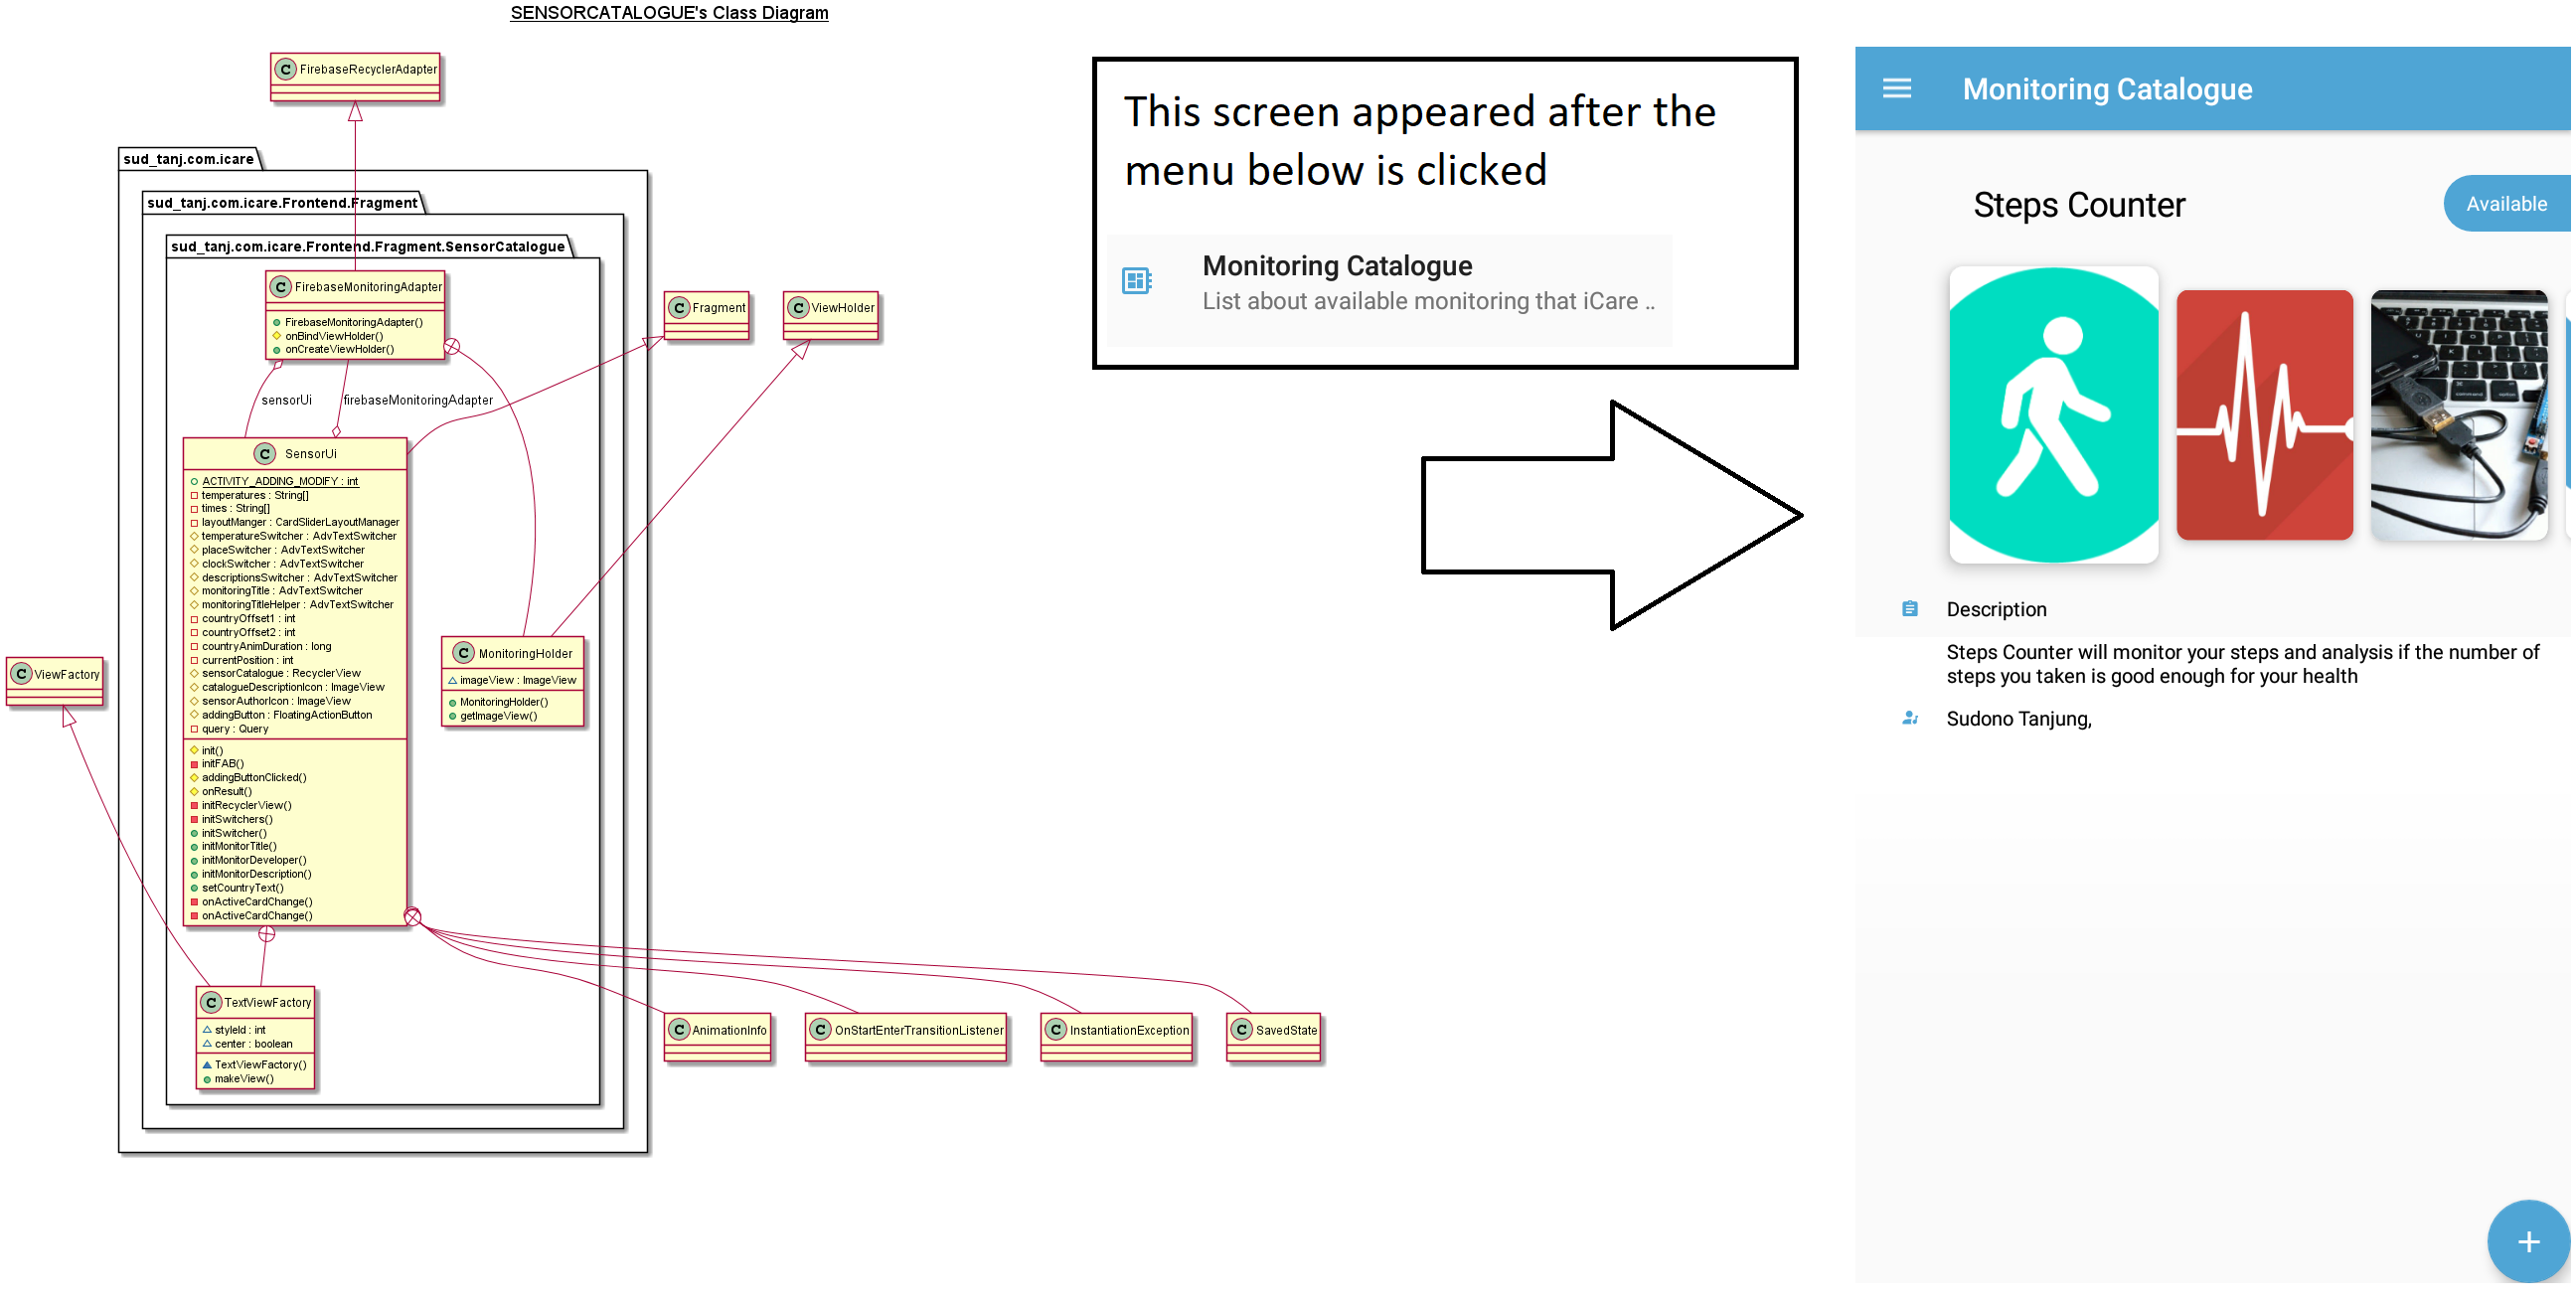 SENSORCATALOGUE's Class Diagram
C FirebaseRecyclerAdapter
sud_tanj.com.icare
sud_tanj.com.icare.Frontend.Fragment
sud_tanj.com.icare.Frontend.Fragment.SensorCatalogue
C FirebaseMonitoringAdapter
FirebaseMonitoringAdapter()
onBindViewHolder()
onCreateViewHolder()
C Fragment
C ViewHolder
sensorUi
firebaseMonitoringAdapter
C SensorUi
ACTIVITY_ADDING_MODIFY : int
temperatures : String[]
times : String[]
layoutManger : CardSliderLayoutManager
temperatureSwitcher : AdvTextSwitcher
placeSwitcher : AdvTextSwitcher
clockSwitcher : AdvTextSwitcher
descriptionsSwitcher : AdvTextSwitcher
monitoringTitle : AdvTextSwitcher
monitoringTitleHelper : AdvTextSwitcher
countryOffset1 : int
countryOffset2 : int
countryAnimDuration : long
currentPosition : int
sensorCatalogue : RecyclerView
catalogueDescriptionIcon : ImageView
sensorAuthorIcon : ImageView
addingButton : FloatingActionButton
query : Query
init()
initFAB()
addingButtonClicked()
onResult()
initRecyclerView()
initSwitchers()
initSwitcher()
initMonitorTitle()
initMonitorDeveloper()
initMonitorDescription()
setCountryText()
onActiveCardChange()
onActiveCardChange()
C MonitoringHolder
imageView : ImageView
MonitoringHolder()
getImageView()
C ViewFactory
C TextViewFactory
styleId : int
center : boolean
TextViewFactory()
makeView()
C AnimationInfo
C OnStartEnterTransitionListener
C InstantiationException
C SavedState
This screen appeared after the
menu below is clicked
Monitoring Catalogue
List about available monitoring that iCare ..
Monitoring Catalogue
Steps Counter
Available
Description
Steps Counter will monitor your steps and analysis if the number of
steps you taken is good enough for your health
Sudono Tanjung,